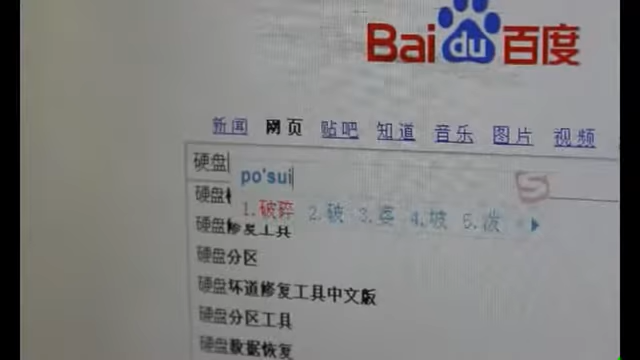 Bai du 百度
新闻 网页 贴吧 知道 音乐 图片 视频
硬盘
po'sui
1.破碎 2.破 3.婆 4.坡 5.泼
硬盘修复工具
硬盘分区
硬盘坏道修复工具中文版
硬盘分区工具
硬盘数据恢复